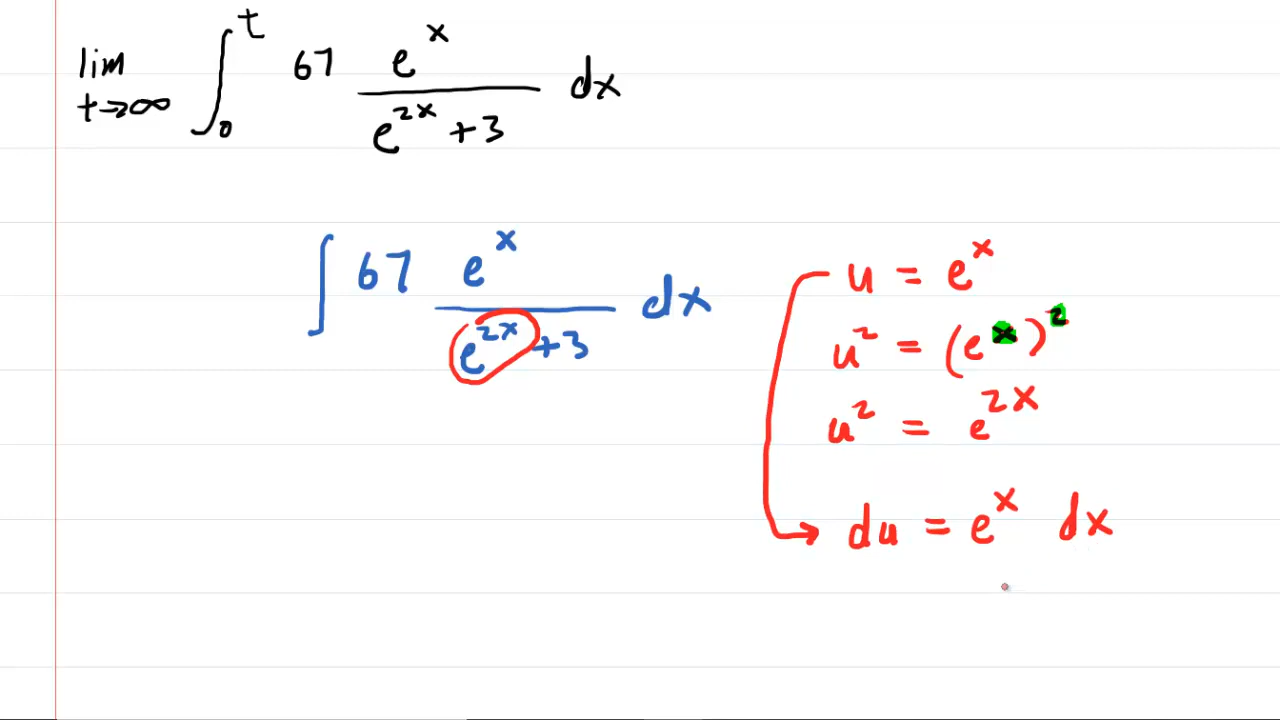 lim t→∞ ∫₀ᵗ 67 eˣ/(e²ˣ+3) dx
∫ 67 eˣ/(e²ˣ+3) dx
u = eˣ
u² = (eˣ)²
u² = e²ˣ
du = eˣ dx